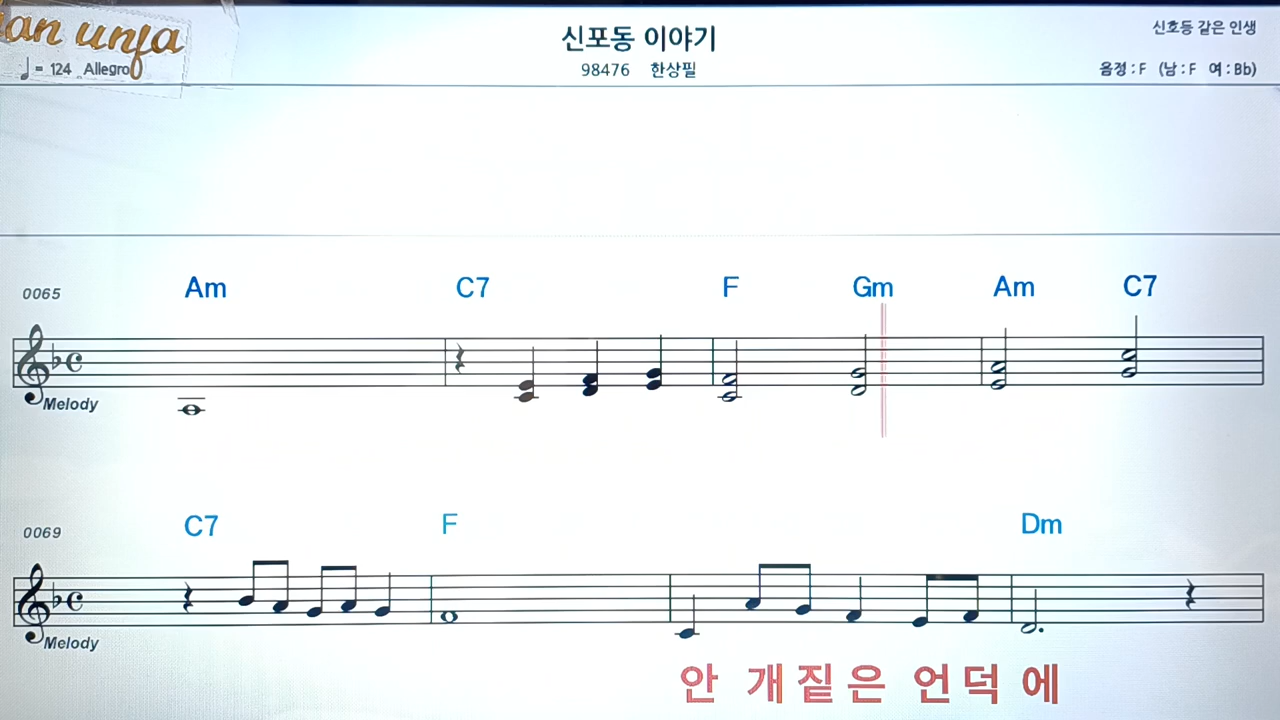 an unfa
신포동 이야기
신호등 같은 인생
♩= 124 Allegro
98476 한상필
음정 : F (남 : F 여 : Bb)
Am C7 F Gm Am C7
0065
Melody
C7 F Dm
0069
Melody
안 개짙은 언덕에